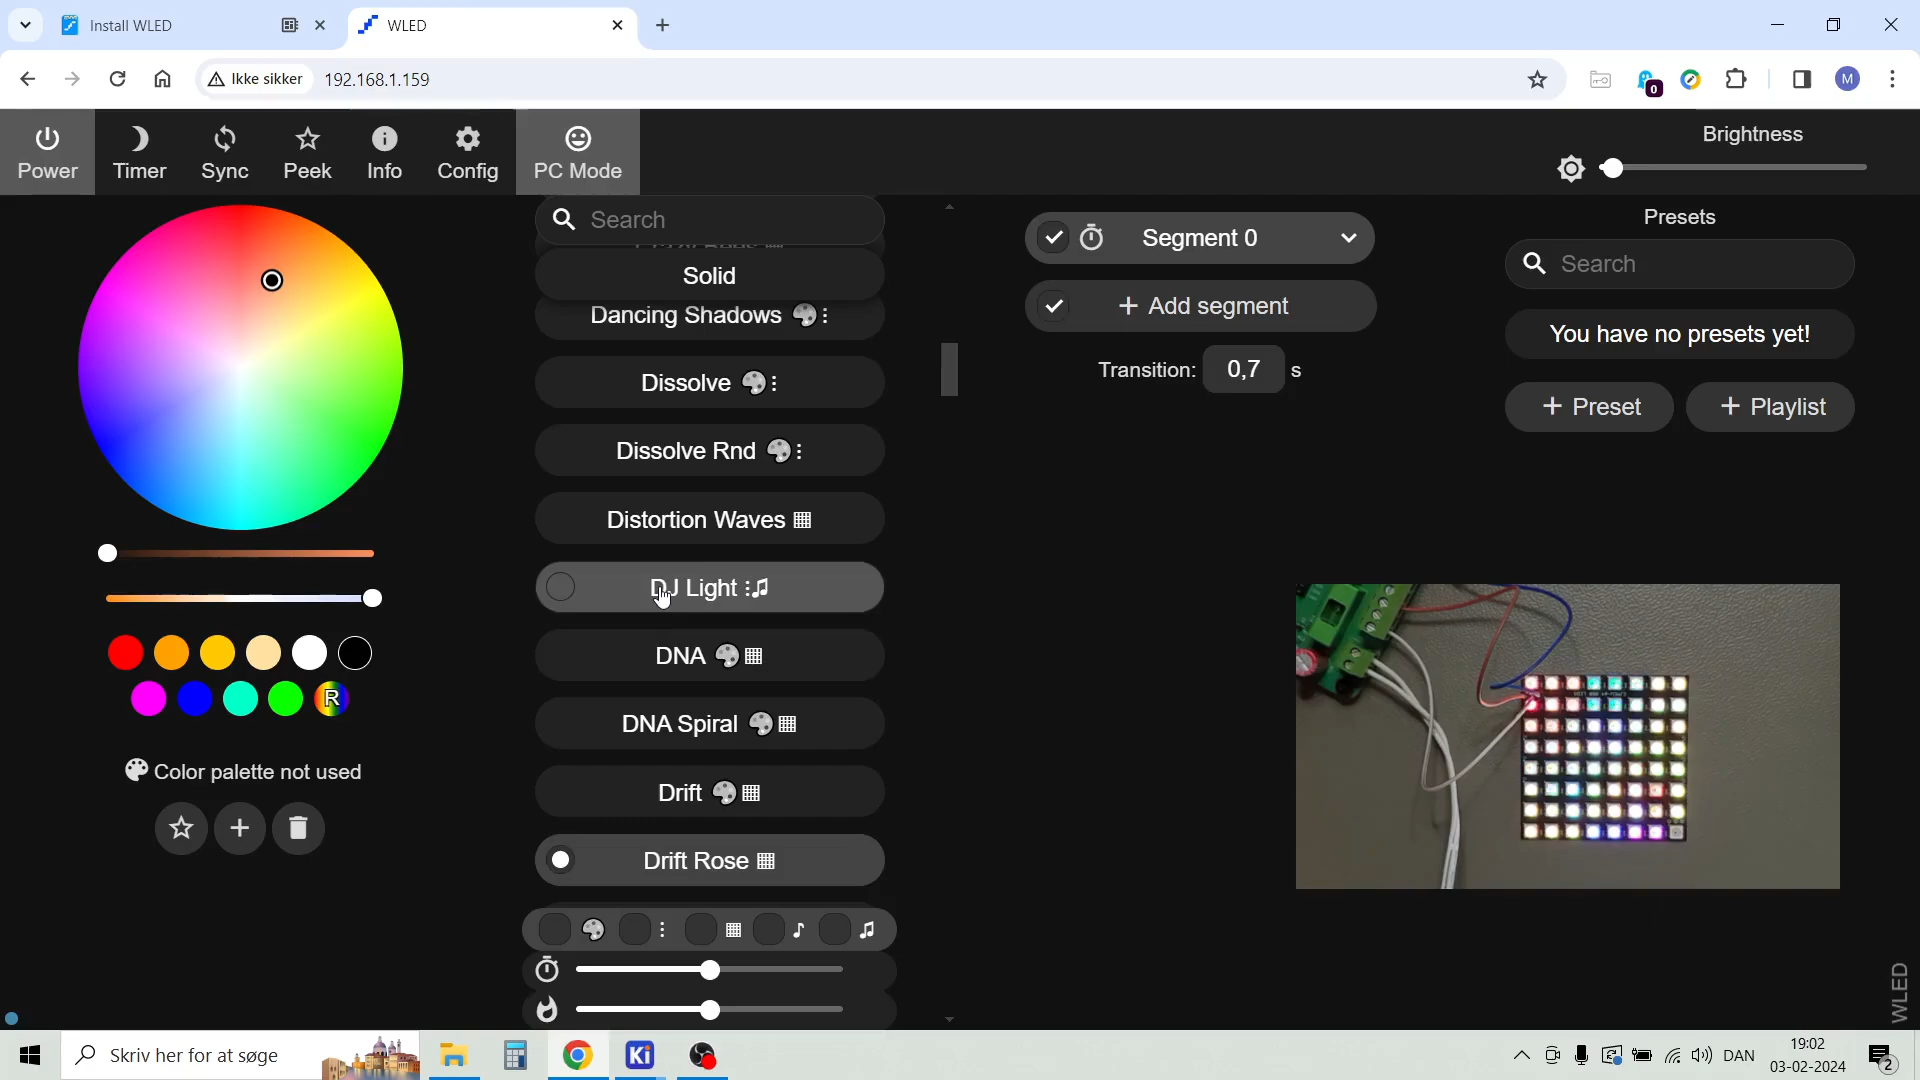 Install WLED
WLED
Ikke sikker
192.168.1.159
0
M
Power
Timer
Sync
Peek
Info
Config
PC Mode
Brightness
Search
Solid
Dancing Shadows
Dissolve
Dissolve Rnd
Distortion Waves
DJ Light
DNA
DNA Spiral
Drift
Drift Rose
R
Color palette not used
Segment 0
+ Add segment
Transition: 0,7 s
Presets
Search
You have no presets yet!
+ Preset
+ Playlist
WLED
Skriv her for at søge
Ki
DAN
19:02
03-02-2024
2